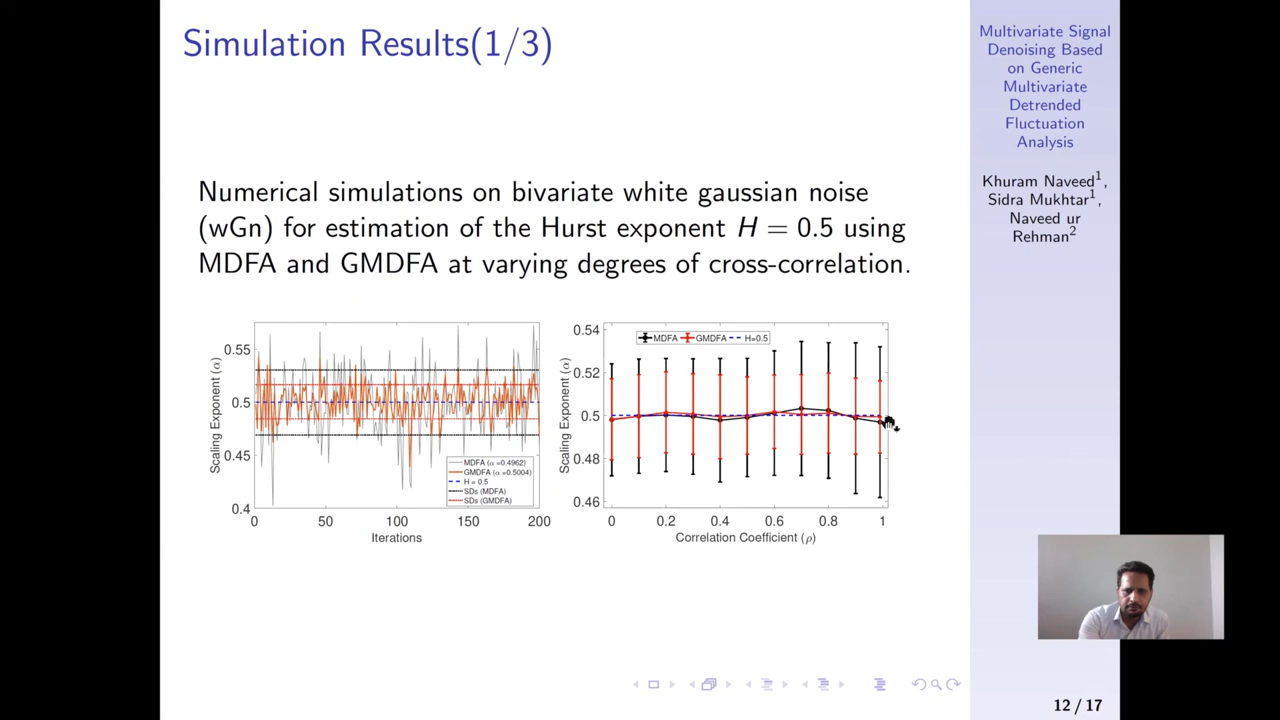 Simulation Results(1/3)
Numerical simulations on bivariate white gaussian noise
(wGn) for estimation of the Hurst exponent H = 0.5 using
MDFA and GMDFA at varying degrees of cross-correlation.
Scaling Exponent (α)
0.55
0.5
0.45
0.4
0 50 100 150 200
Iterations
MDFA (α =0.4962)
GMDFA (α =0.5004)
H = 0.5
SDs (MDFA)
SDs (GMDFA)
Scaling Exponent (α)
0.54
0.52
0.5
0.48
0.46
0 0.2 0.4 0.6 0.8 1
Correlation Coefficient (ρ)
MDFA GMDFA H=0.5
Multivariate Signal
Denoising Based
on Generic
Multivariate
Detrended
Fluctuation
Analysis
Khuram Naveed¹,
Sidra Mukhtar¹,
Naveed ur
Rehman²
12 / 17